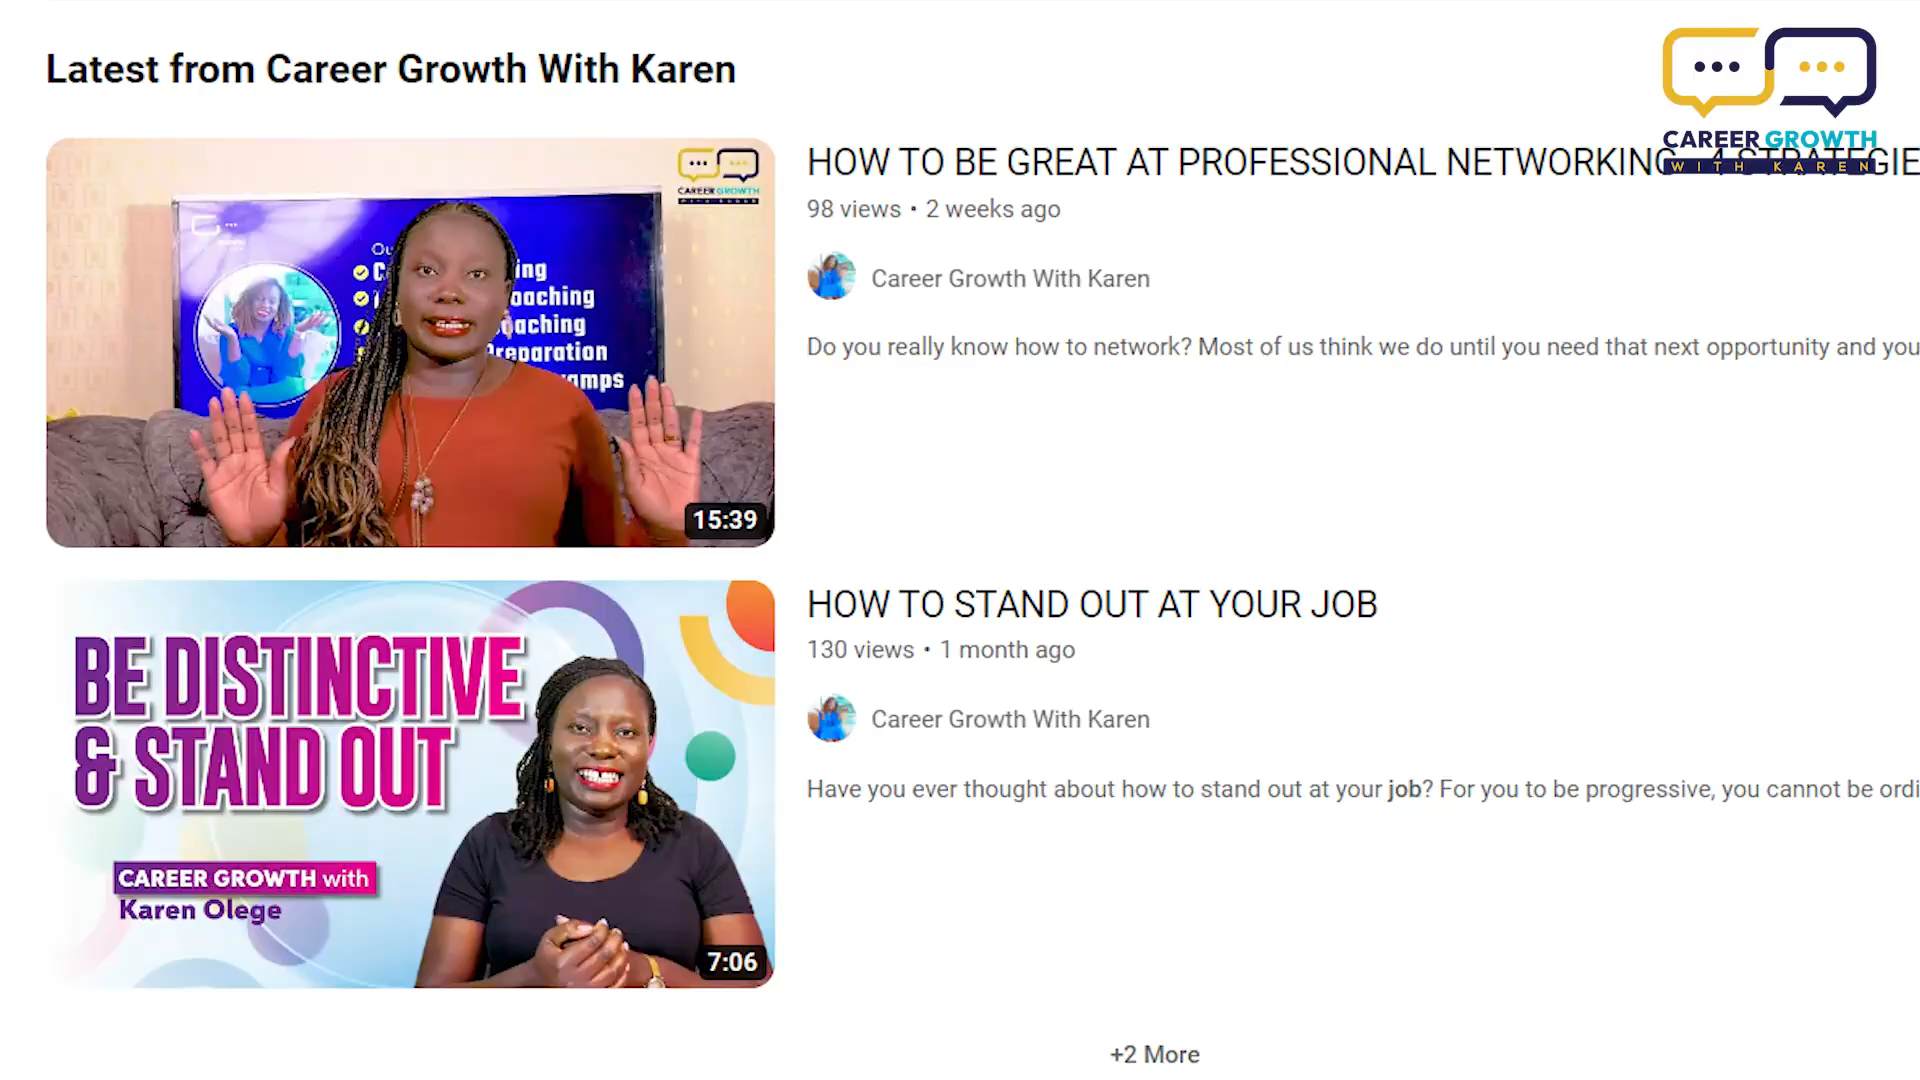 Latest from Career Growth With Karen
CAREER GROWTH
WITH KAREN
CAREER GROWTH
HOW TO BE GREAT AT PROFESSIONAL NETWORKING
98 views • 2 weeks ago
Career Growth With Karen
oaching
aching
Preparation
Do you really know how to network? Most of us think we do until you need that next opportunity and you
15:39
HOW TO STAND OUT AT YOUR JOB
130 views • 1 month ago
BE DISTINCTIVE
& STAND OUT
Career Growth With Karen
Have you ever thought about how to stand out at your job? For you to be progressive, you cannot be ordi
CAREER GROWTH with
Karen Olege
7:06
+2 More